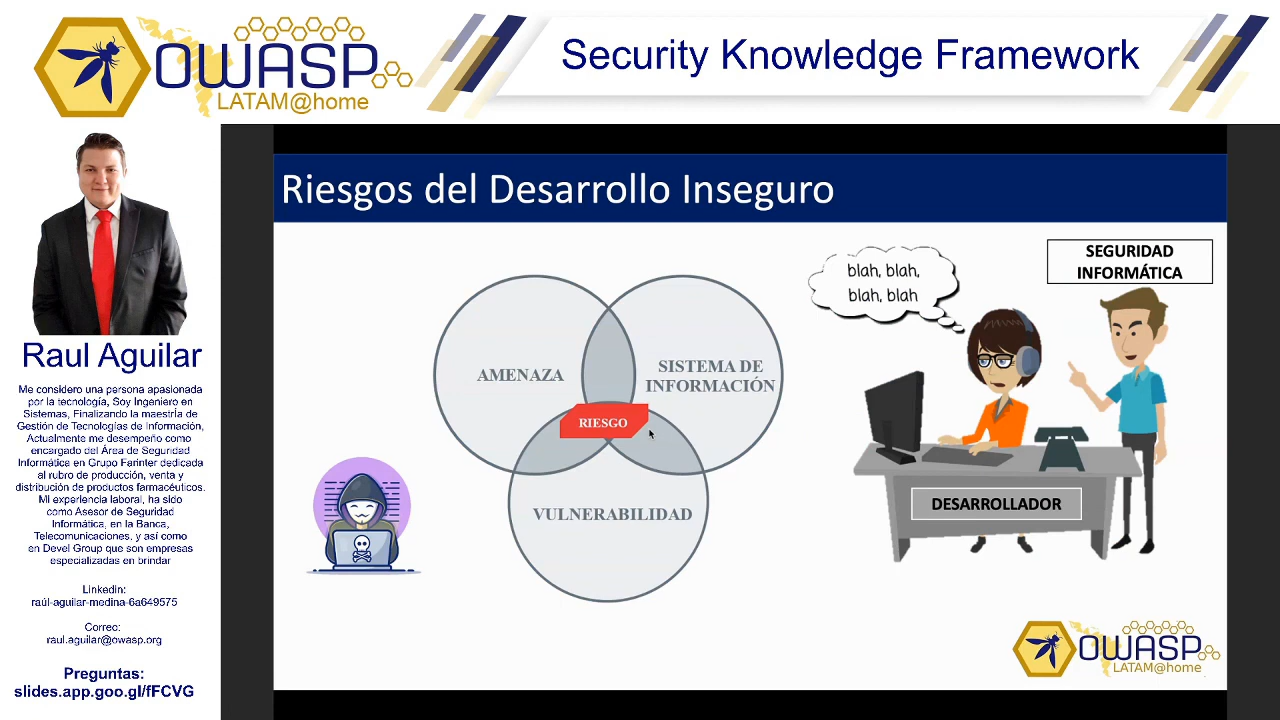 OWASP
LATAM@home
Security Knowledge Framework
Raul Aguilar
Me considero una persona apasionada
por la tecnología, Soy Ingeniero en
Sistemas, Finalizando la maestría de
Gestión de Tecnologías de Información,
Actualmente me desempeño como
encargado del Área de Seguridad
Informática en Grupo Farinter dedicada
al rubro de producción, venta y
distribución de productos farmacéuticos.
Mi experiencia laboral, ha sido
como Asesor de Seguridad
Informática, en la Banca,
Telecomunicaciones, y así como
en Devel Group que son empresas
especializadas en brindar
Linkedin:
raúl-aguilar-medina-6a649575
Correo:
raul.aguilar@owasp.org
Preguntas:
slides.app.goo.gl/fFCVG
Riesgos del Desarrollo Inseguro
AMENAZA
SISTEMA DE
INFORMACIÓN
RIESGO
VULNERABILIDAD
blah, blah,
blah, blah
SEGURIDAD
INFORMÁTICA
DESARROLLADOR
OWASP
LATAM@home